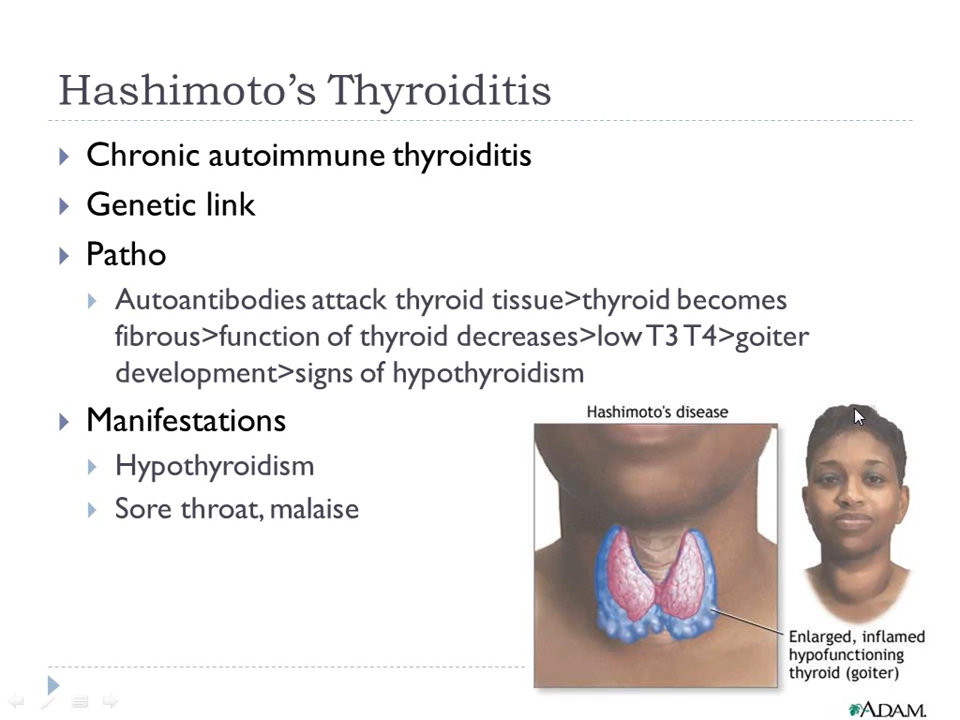 Hashimoto's Thyroiditis
Chronic autoimmune thyroiditis
Genetic link
Patho
Autoantibodies attack thyroid tissue>thyroid becomes
fibrous>function of thyroid decreases>low T3 T4>goiter
development>signs of hypothyroidism
Manifestations
Hypothyroidism
Sore throat, malaise
Hashimoto's disease
Enlarged, inflamed
hypofunctioning
thyroid (goiter)
ADAM.